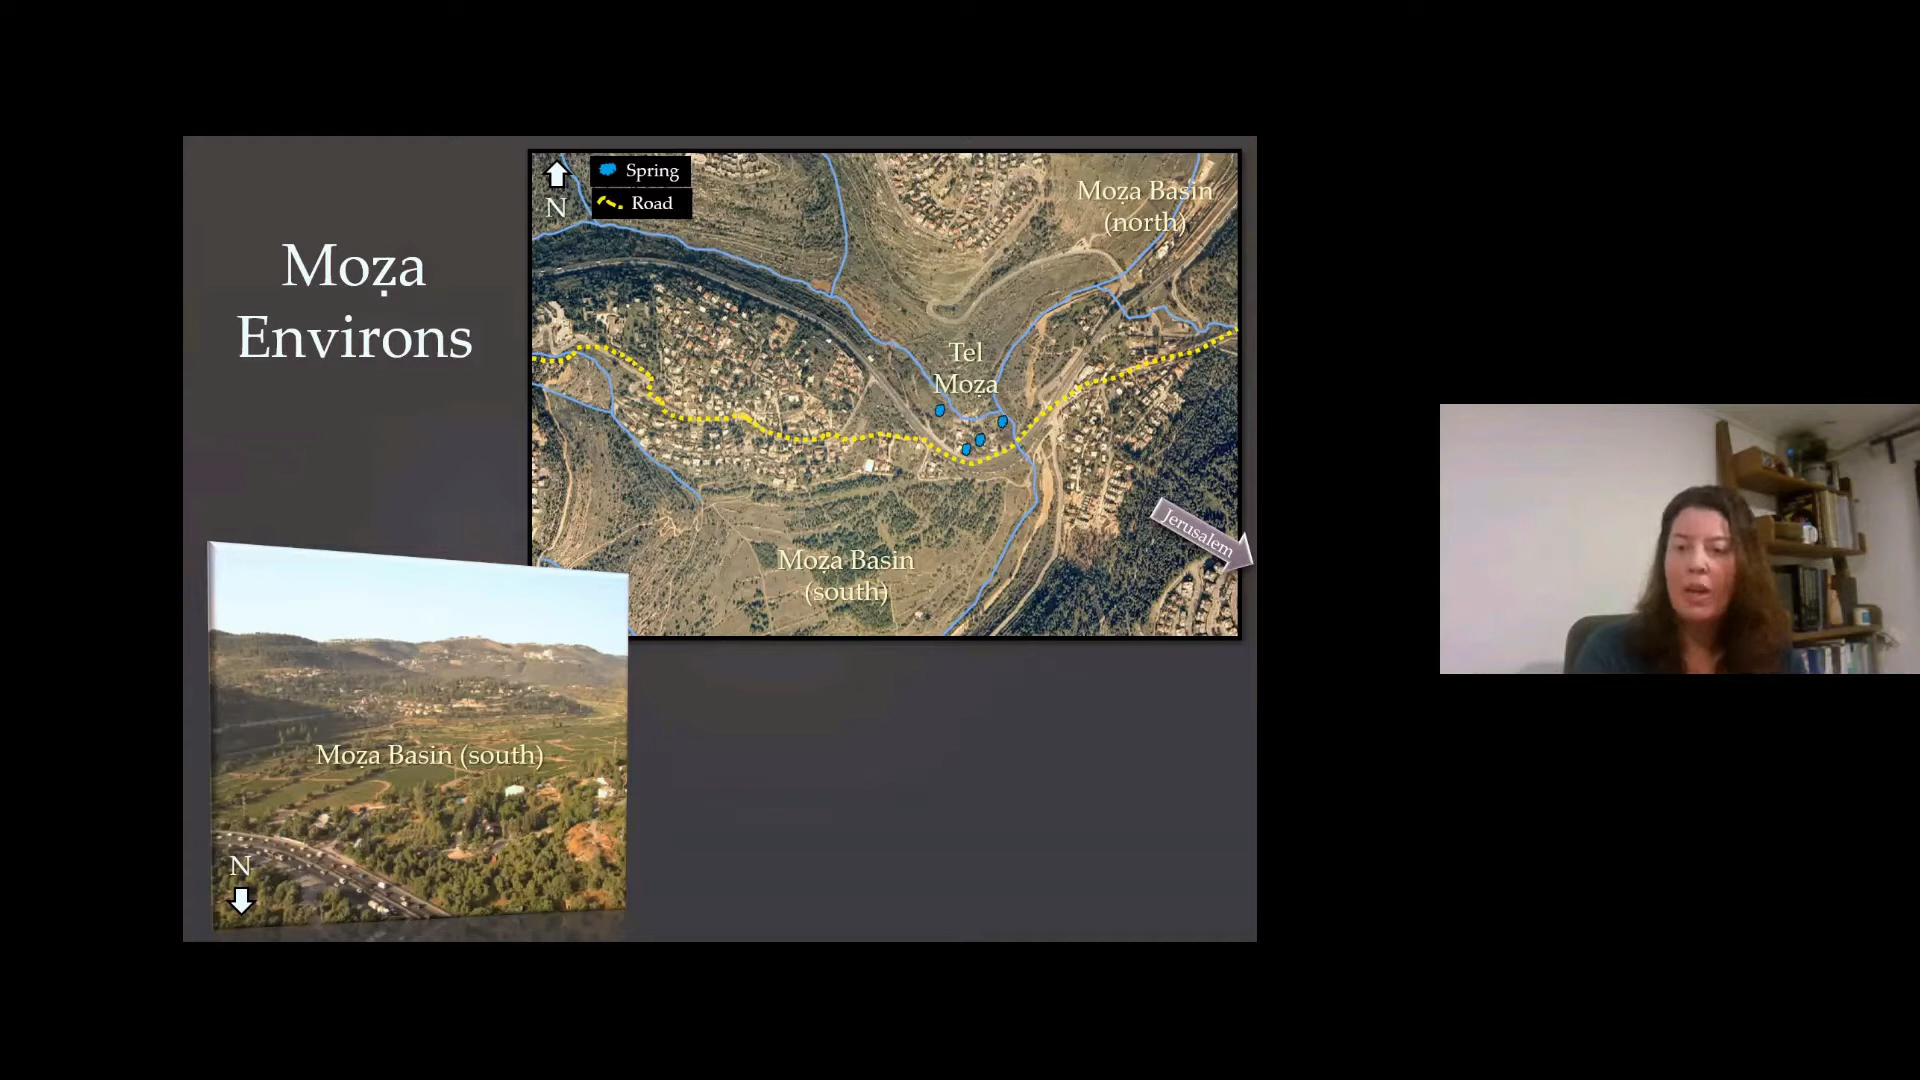 Moẓa
Environs
N
Spring
Road
Moẓa Basin
(north)
Tel
Moẓa
Jerusalem
Moẓa Basin
(south)
Moẓa Basin (south)
N